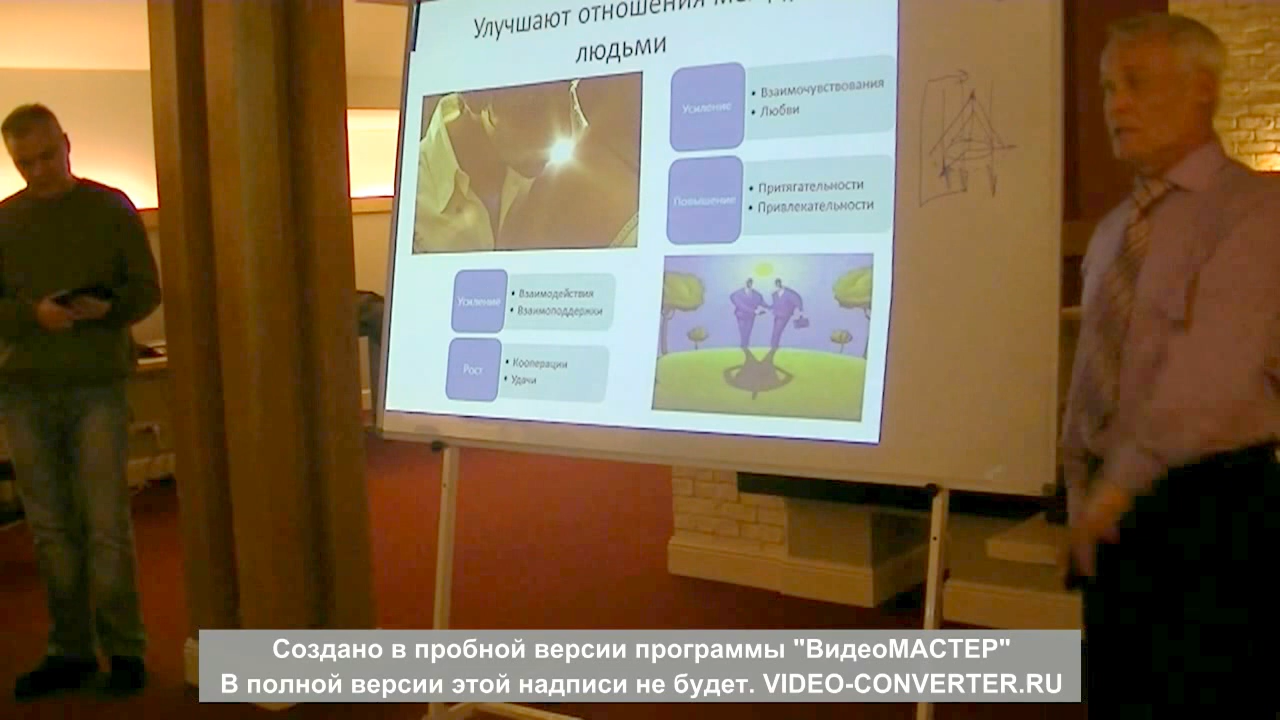 Улучшают отношения
людьми
Усиление
• Взаимочувствования
• Любви
Повышение
• Притягательности
• Привлекательности
Усиление
• Взаимодействия
• Взаимоподдержки
Рост
• Кооперации
• Удачи
Создано в пробной версии программы "ВидеоМАСТЕР"
В полной версии этой надписи не будет. VIDEO-CONVERTER.RU